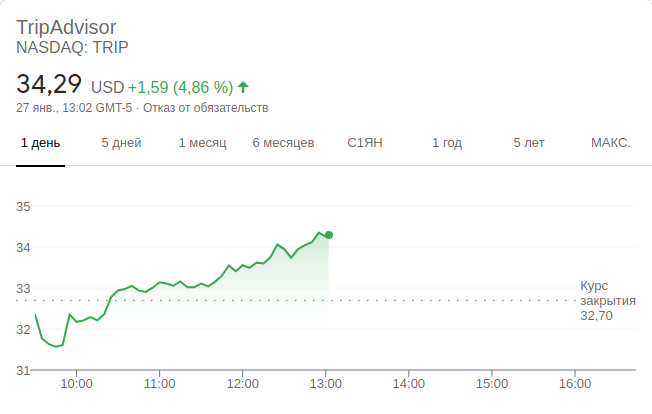 TripAdvisor
NASDAQ: TRIP
34,29 USD +1,59 (4,86 %)
27 янв., 13:02 GMT-5 · Отказ от обязательств
1 день 5 дней 1 месяц 6 месяцев С1ЯН 1 год 5 лет МАКС.
35
34
33
32
31
Курс
закрытия
32,70
10:00 11:00 12:00 13:00 14:00 15:00 16:00